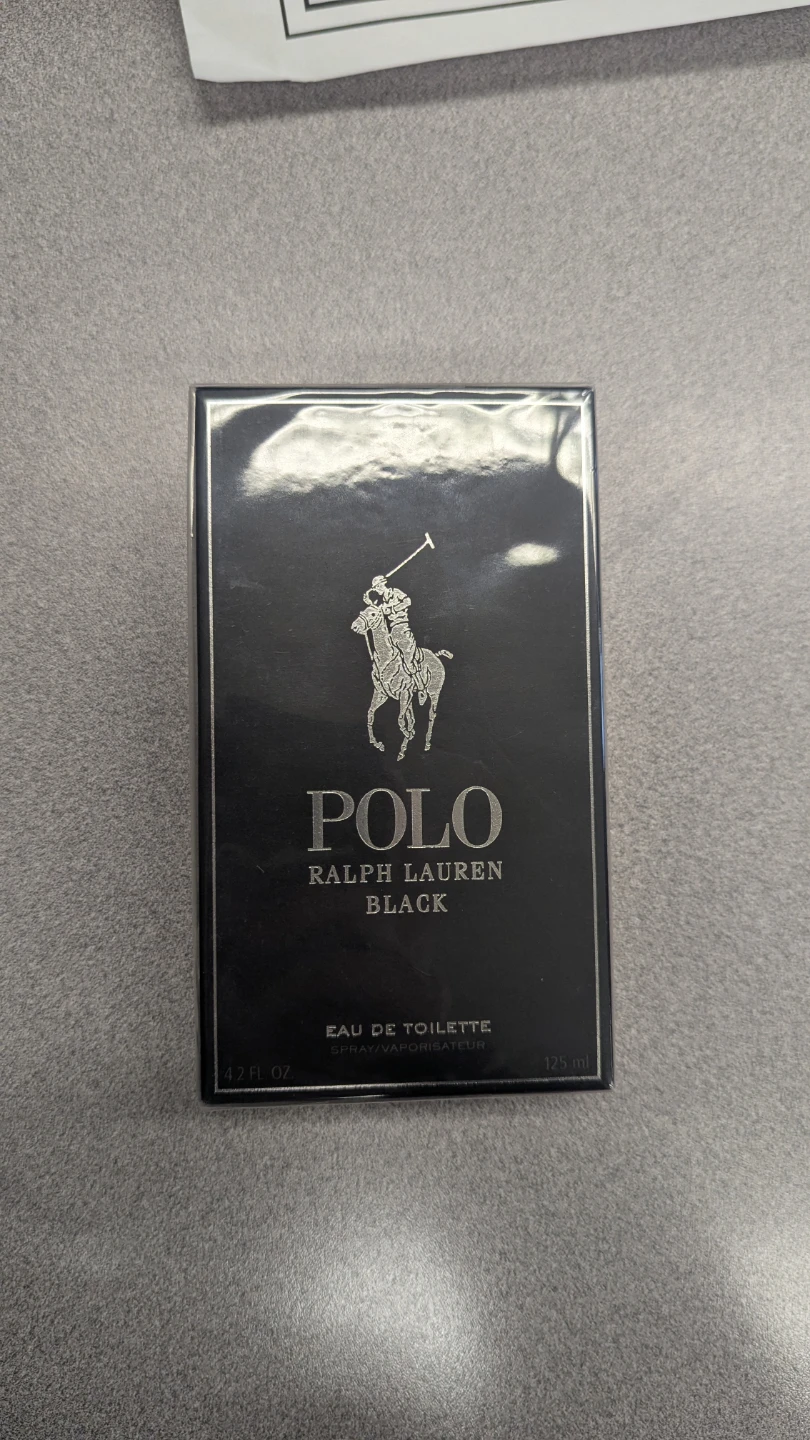 POLO
RALPH LAUREN
BLACK
EAU DE TOILETTE
SPRAY/VAPORISATEUR
4.2 FL. OZ. 125 ml